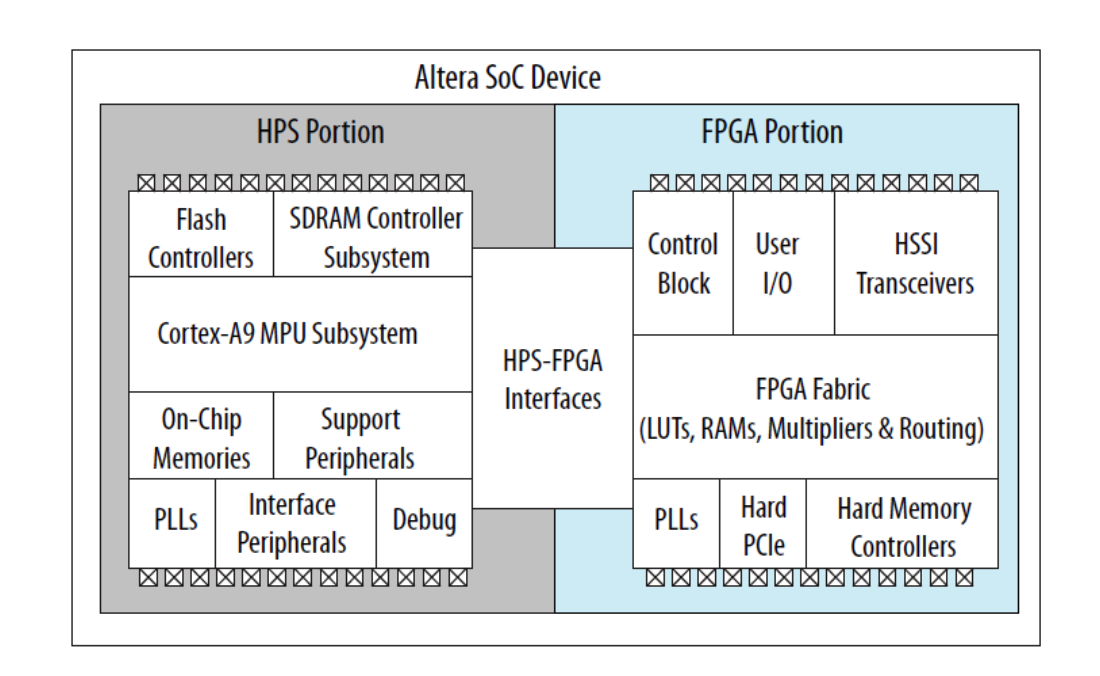 Altera SoC Device
HPS Portion
FPGA Portion
Flash
Controllers
SDRAM Controller
Subsystem
Cortex-A9 MPU Subsystem
On-Chip
Memories
Support
Peripherals
PLLs
Interface
Peripherals
Debug
HPS-FPGA
Interfaces
Control
Block
User
I/O
HSSI
Transceivers
FPGA Fabric
(LUTs, RAMs, Multipliers & Routing)
PLLs
Hard
PCIe
Hard Memory
Controllers